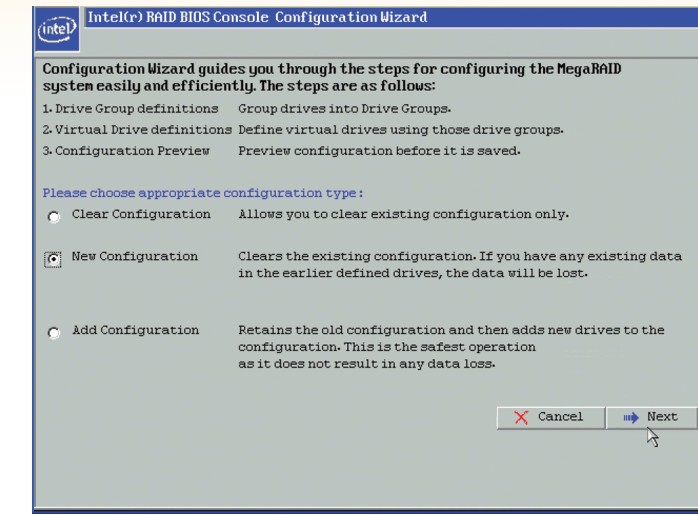 intel
Intel(r) RAID BIOS Console Configuration Wizard
Configuration Wizard guides you through the steps for configuring the MegaRAID
system easily and efficiently. The steps are as follows:
1. Drive Group definitions Group drives into Drive Groups.
2. Virtual Drive definitions Define virtual drives using those drive groups.
3. Configuration Preview Preview configuration before it is saved.
Please choose appropriate configuration type:
Clear Configuration Allows you to clear existing configuration only.
New Configuration Clears the existing configuration. If you have any existing data
in the earlier defined drives, the data will be lost.
Add Configuration Retains the old configuration and then adds new drives to the
configuration. This is the safest operation
as it does not result in any data loss.
Cancel Next